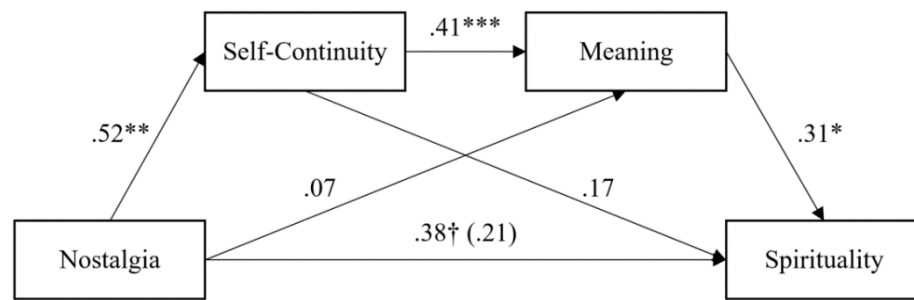 .41***
Self-Continuity
Meaning
.52**
.31*
.07
.17
.38† (.21)
Nostalgia
Spirituality